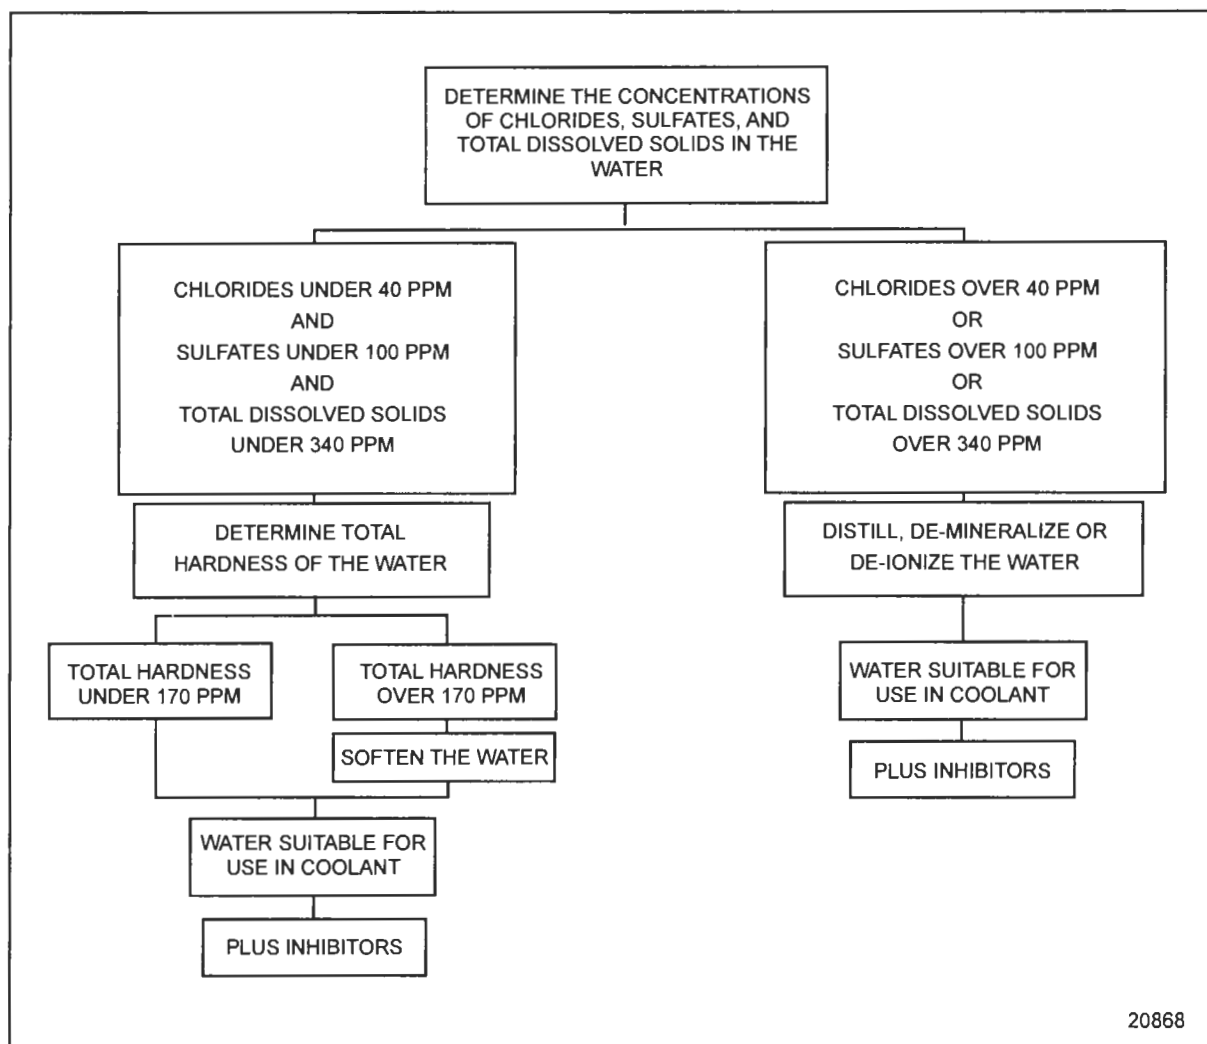 DETERMINE THE CONCENTRATIONS
OF CHLORIDES, SULFATES, AND
TOTAL DISSOLVED SOLIDS IN THE
WATER
CHLORIDES UNDER 40 PPM
AND
SULFATES UNDER 100 PPM
AND
TOTAL DISSOLVED SOLIDS
UNDER 340 PPM
CHLORIDES OVER 40 PPM
OR
SULFATES OVER 100 PPM
OR
TOTAL DISSOLVED SOLIDS
OVER 340 PPM
DETERMINE TOTAL
HARDNESS OF THE WATER
DISTILL, DE-MINERALIZE OR
DE-IONIZE THE WATER
TOTAL HARDNESS
UNDER 170 PPM
TOTAL HARDNESS
OVER 170 PPM
SOFTEN THE WATER
WATER SUITABLE FOR
USE IN COOLANT
PLUS INHIBITORS
WATER SUITABLE FOR
USE IN COOLANT
PLUS INHIBITORS
20868